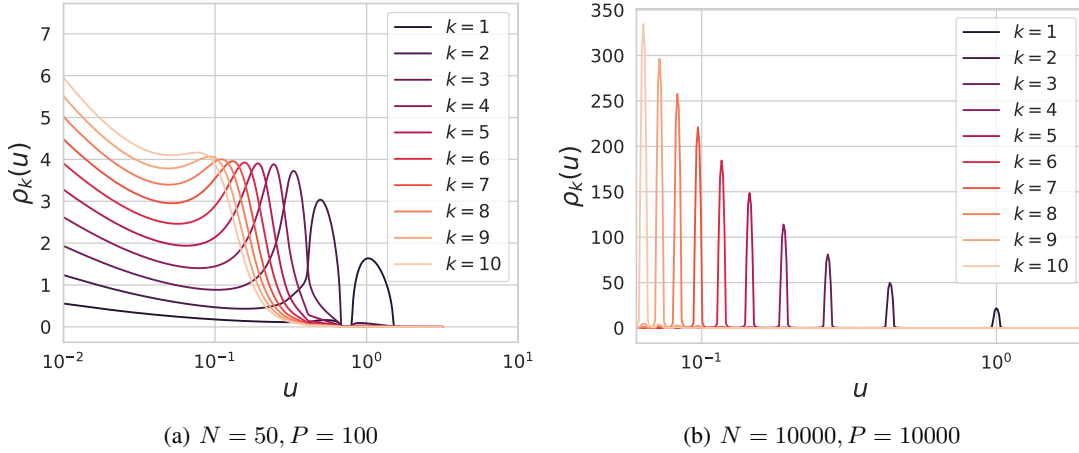 7
6
5
4
3
2
1
0
ρₖ(u)
10⁻²
10⁻¹
10⁰
10¹
u
k = 1
k = 2
k = 3
k = 4
k = 5
k = 6
k = 7
k = 8
k = 9
k = 10
(a) N = 50, P = 100
350
300
250
200
150
100
50
0
ρₖ(u)
10⁻¹
10⁰
u
k = 1
k = 2
k = 3
k = 4
k = 5
k = 6
k = 7
k = 8
k = 9
k = 10
(b) N = 10000, P = 10000